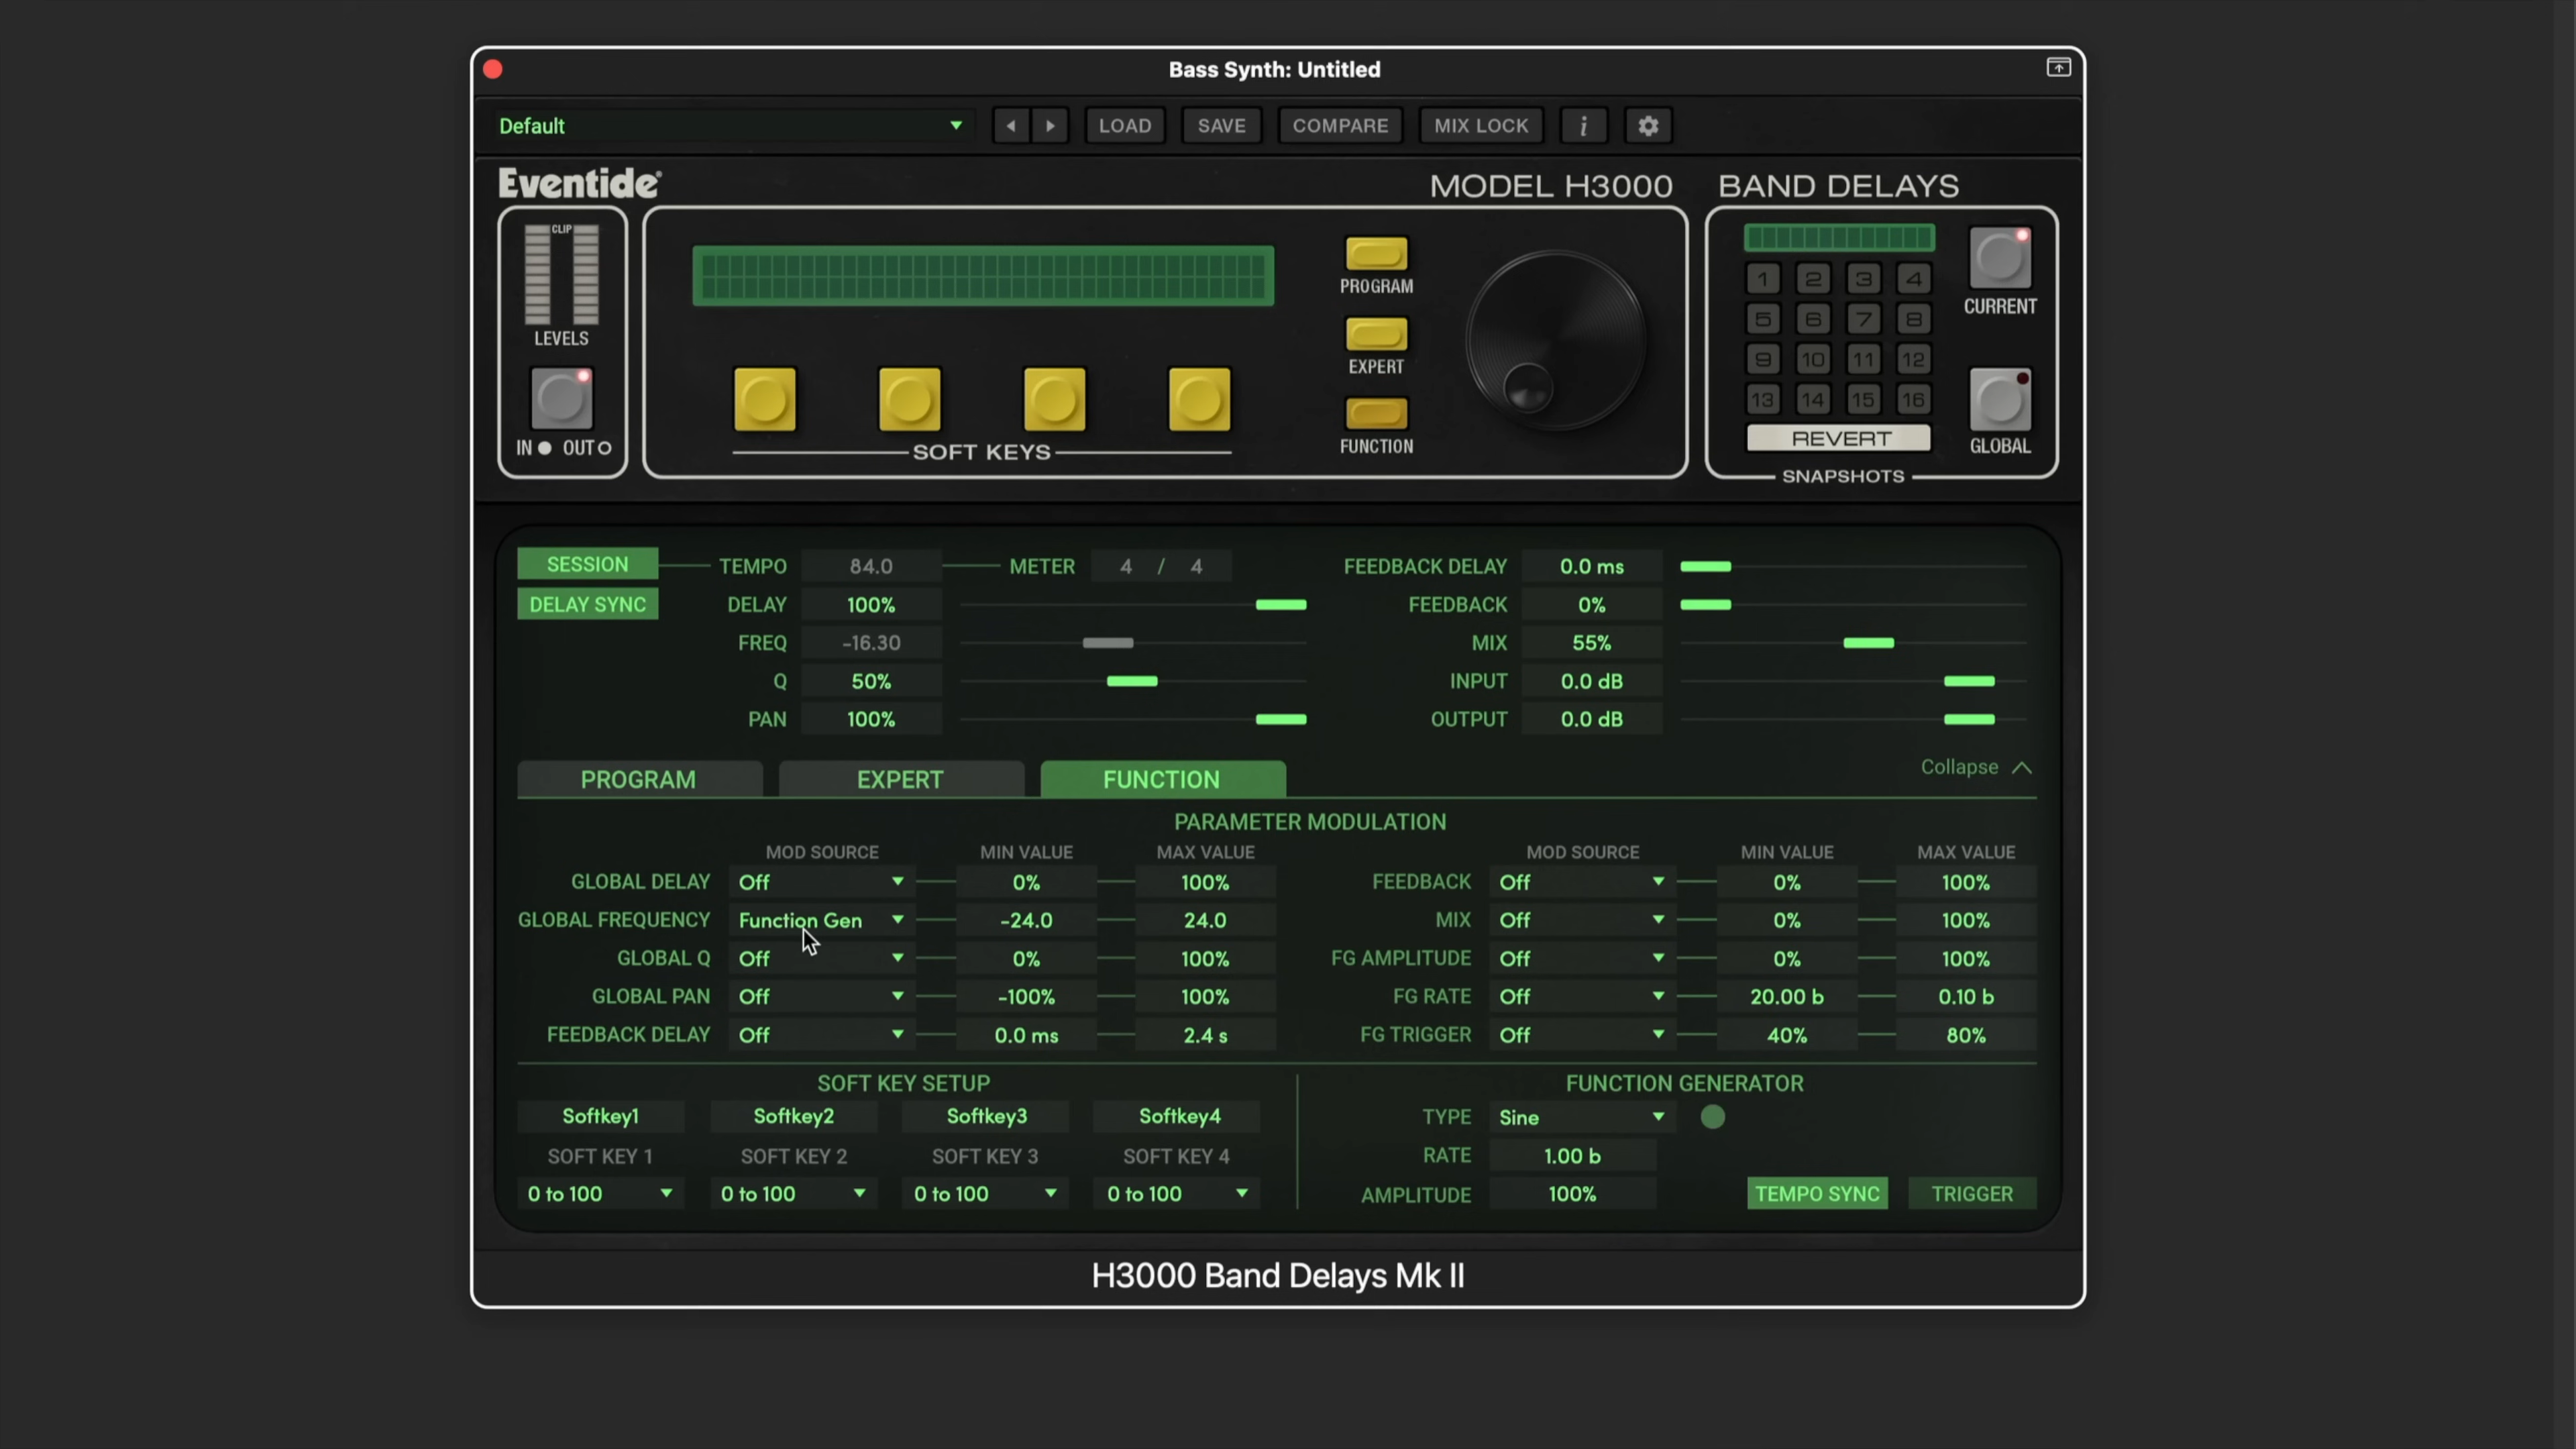 Bass Synth: Untitled
Default LOAD SAVE COMPARE MIX LOCK i
Eventide® MODEL H3000 BAND DELAYS
CLIP
LEVELS
IN OUT
PROGRAM
EXPERT
FUNCTION
SOFT KEYS
1 2 3 4
5 6 7 8
9 10 11 12
13 14 15 16
REVERT
SNAPSHOTS
CURRENT
GLOBAL
SESSION TEMPO 84.0 METER 4 / 4 FEEDBACK DELAY 0.0 ms
DELAY SYNC DELAY 100% FEEDBACK 0%
FREQ -16.30 MIX 55%
Q 50% INPUT 0.0 dB
PAN 100% OUTPUT 0.0 dB
PROGRAM EXPERT FUNCTION Collapse
PARAMETER MODULATION
MOD SOURCE MIN VALUE MAX VALUE MOD SOURCE MIN VALUE MAX VALUE
GLOBAL DELAY Off 0% 100% FEEDBACK Off 0% 100%
GLOBAL FREQUENCY Function Gen -24.0 24.0 MIX Off 0% 100%
GLOBAL Q Off 0% 100% FG AMPLITUDE Off 0% 100%
GLOBAL PAN Off -100% 100% FG RATE Off 20.00 b 0.10 b
FEEDBACK DELAY Off 0.0 ms 2.4 s FG TRIGGER Off 40% 80%
SOFT KEY SETUP FUNCTION GENERATOR
Softkey1 Softkey2 Softkey3 Softkey4 TYPE Sine
SOFT KEY 1 SOFT KEY 2 SOFT KEY 3 SOFT KEY 4 RATE 1.00 b
0 to 100 0 to 100 0 to 100 0 to 100 AMPLITUDE 100% TEMPO SYNC TRIGGER
H3000 Band Delays Mk II